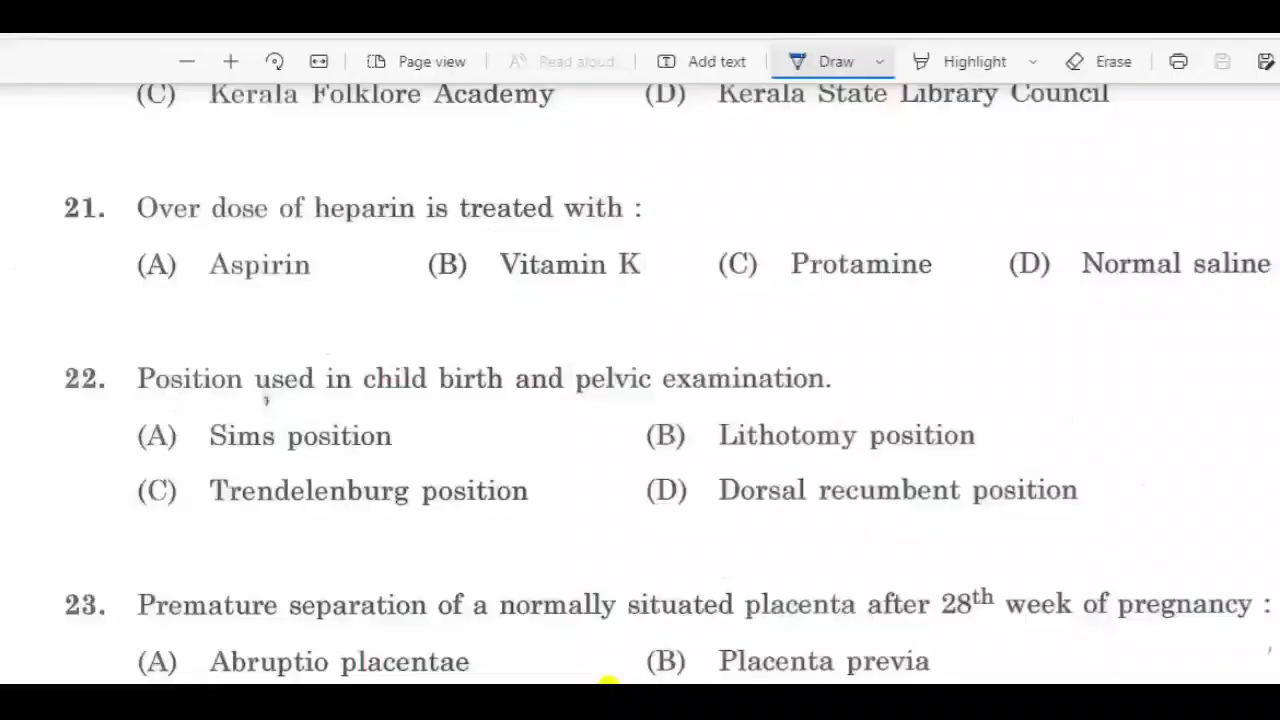 Page view Read aloud Add text Draw Highlight Erase
(C) Kerala Folklore Academy (D) Kerala State Library Council
21. Over dose of heparin is treated with :
(A) Aspirin (B) Vitamin K (C) Protamine (D) Normal saline
22. Position used in child birth and pelvic examination.
(A) Sims position (B) Lithotomy position
(C) Trendelenburg position (D) Dorsal recumbent position
23. Premature separation of a normally situated placenta after 28th week of pregnancy :
(A) Abruptio placentae (B) Placenta previa